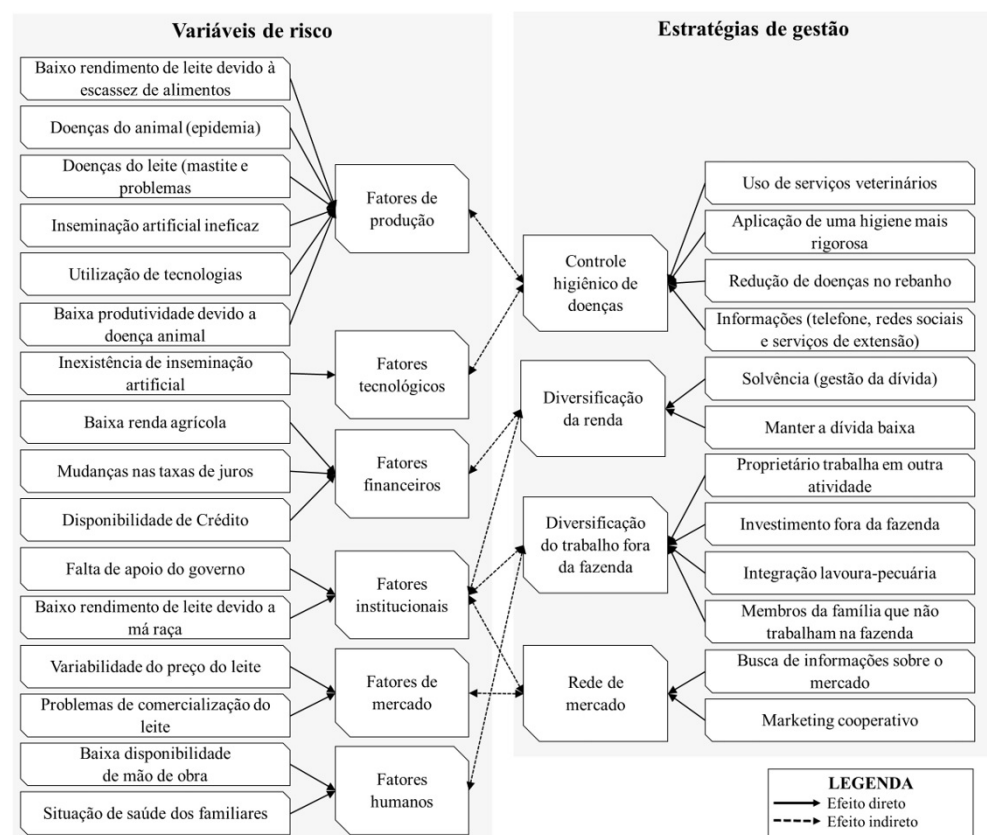 Variáveis de risco
Baixo rendimento de leite devido à
escassez de alimentos
Doenças do animal (epidemia)
Doenças do leite (mastite e
problemas
Inseminação artificial ineficaz
Utilização de tecnologias
Baixa produtividade devido a
doença animal
Inexistência de inseminação
artificial
Baixa renda agrícola
Mudanças nas taxas de juros
Disponibilidade de Crédito
Falta de apoio do governo
Baixo rendimento de leite devido a
má raça
Variabilidade do preço do leite
Problemas de comercialização do
leite
Baixa disponibilidade
de mão de obra
Situação de saúde dos familiares
Fatores de
produção
Fatores
tecnológicos
Fatores
financeiros
Fatores
institucionais
Fatores de
mercado
Fatores
humanos
Estratégias de gestão
Controle
higiênico de
doenças
Diversificação
da renda
Diversificação
do trabalho fora
da fazenda
Rede de
mercado
Uso de serviços veterinários
Aplicação de uma higiene mais
rigorosa
Redução de doenças no rebanho
Informações (telefone, redes sociais
e serviços de extensão)
Solvência (gestão da dívida)
Manter a dívida baixa
Proprietário trabalha em outra
atividade
Investimento fora da fazenda
Integração lavoura-pecuária
Membros da família que não
trabalham na fazenda
Busca de informações sobre o
mercado
Marketing cooperativo
LEGENDA
Efeito direto
Efeito indireto